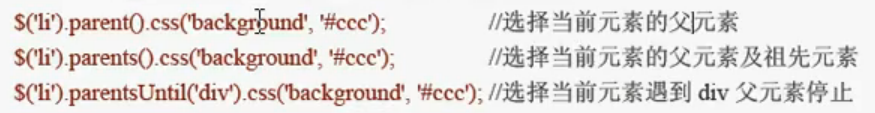 $('li').parent().css('background', '#ccc'); //选择当前元素的父元素
$('li').parents().css('background', '#ccc'); //选择当前元素的父元素及祖先元素
$('li').parentsUntil('div').css('background', '#ccc'); //选择当前元素遇到 div 父元素停止